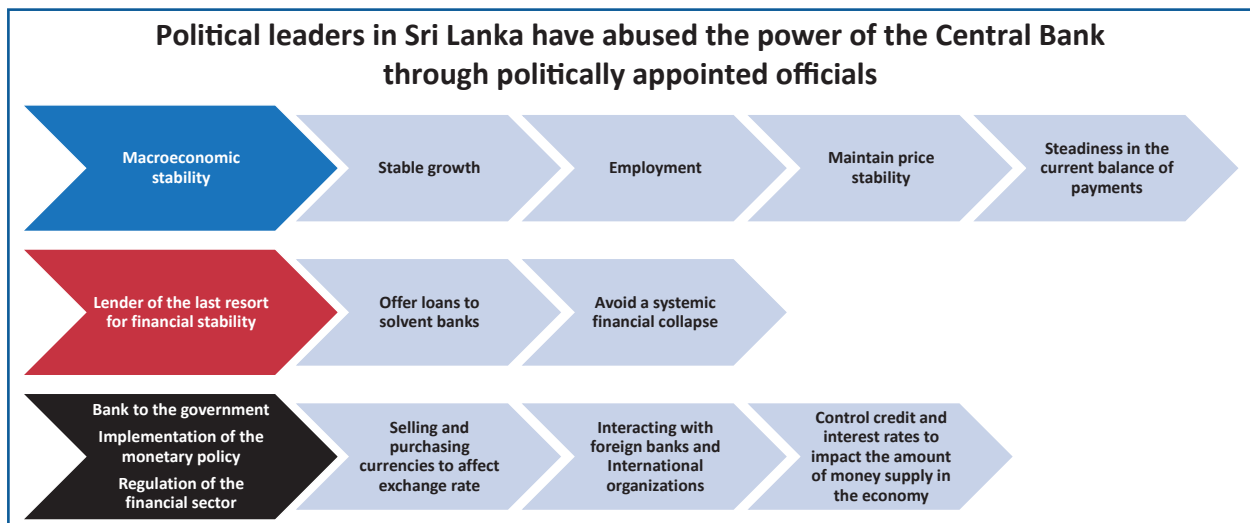 Political leaders in Sri Lanka have abused the power of the Central Bank
through politically appointed officials
Macroeconomic
stability
Stable growth
Employment
Maintain price
stability
Steadiness in the
current balance of
payments
Lender of the last resort
for financial stability
Offer loans to
solvent banks
Avoid a systemic
financial collapse
Bank to the government
Implementation of the
monetary policy
Regulation of the
financial sector
Selling and
purchasing
currencies to affect
exchange rate
Interacting with
foreign banks and
International
organizations
Control credit and
interest rates to
impact the amount
of money supply in
the economy